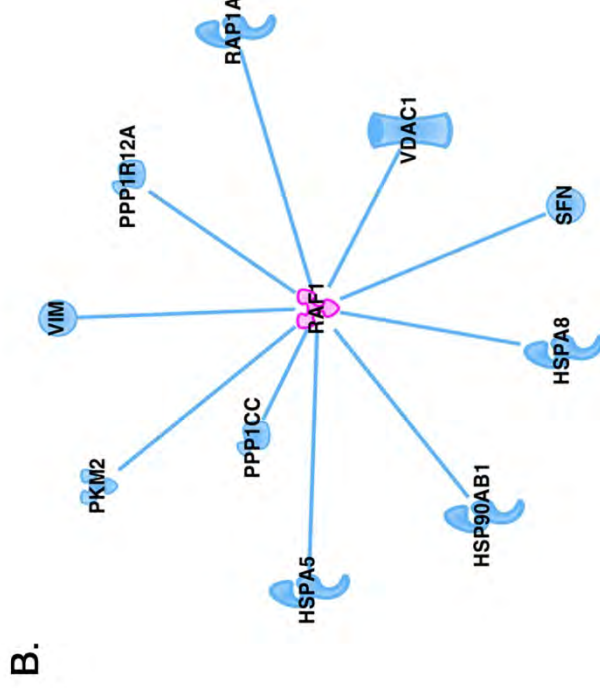 B.
PKM2
VIM
PPP1R12A
RAP1A
HSPA5
PPP1CC
RAF1
VDAC1
HSP90AB1
HSPA8
SFN